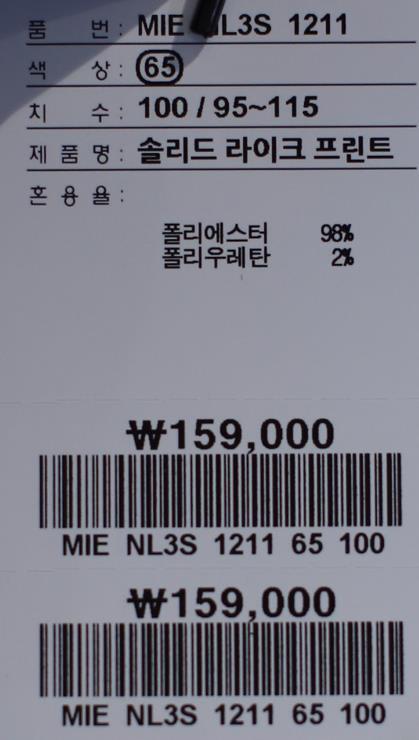 품 번 : MIE NL3S 1211
색 상 : 65
치 수 : 100 / 95~115
제 품 명 : 솔리드 라이크 프린트
혼 용 율 :
폴리에스터 98%
폴리우레탄 2%
₩159,000
MIE NL3S 1211 65 100
₩159,000
MIE NL3S 1211 65 100